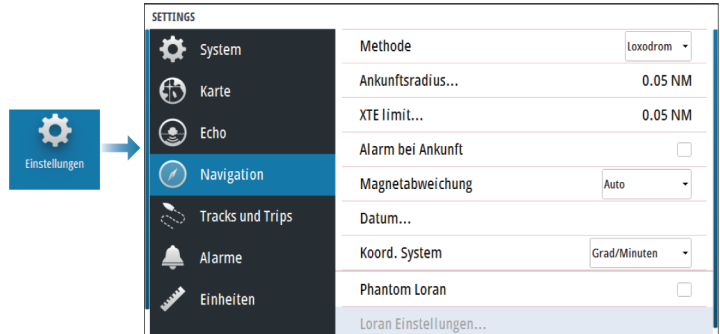 SETTINGS
Einstellungen
System
Karte
Echo
Navigation
Tracks und Trips
Alarme
Einheiten
Methode Loxodrom
Ankunftsradius... 0.05 NM
XTE limit... 0.05 NM
Alarm bei Ankunft
Magnetabweichung Auto
Datum...
Koord. System Grad/Minuten
Phantom Loran
Loran Einstellungen...